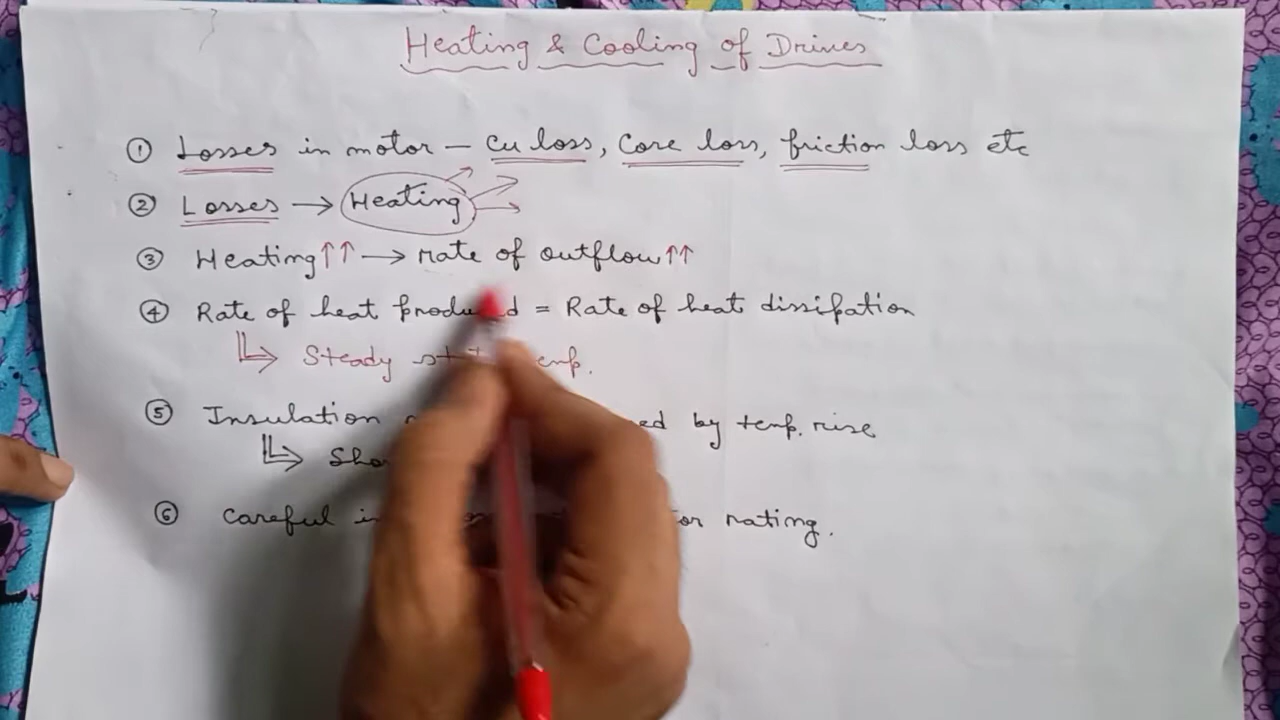 Heating & Cooling of Drives
① Losses in motor – Cu loss, Core loss, friction loss etc
② Losses → Heating
③ Heating ↑↑ → rate of outflow ↑↑
④ Rate of heat produced = Rate of heat dissipation
↳ Steady temp.
⑤ Insulation by temp. rise
↳
⑥ Careful rating.